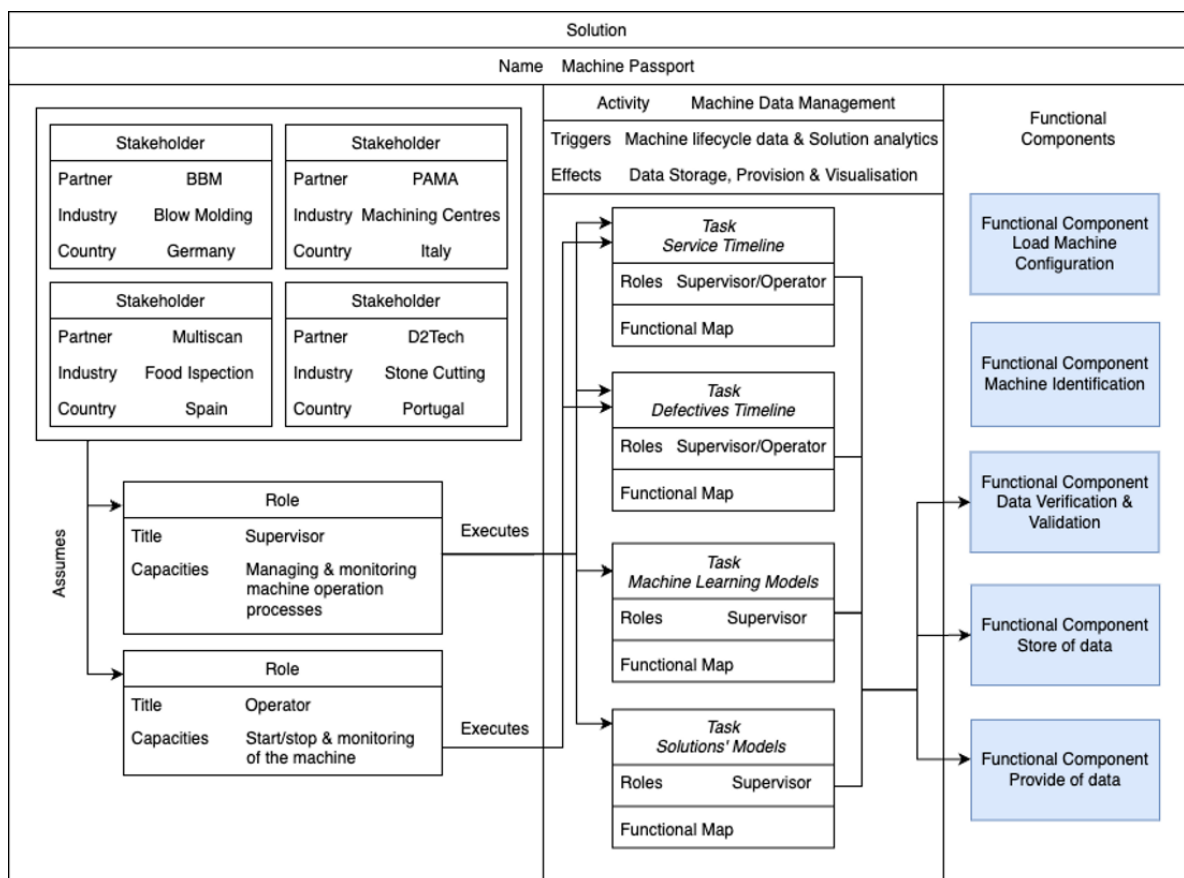 Solution
Name Machine Passport
Stakeholder
Partner BBM
Industry Blow Molding
Country Germany
Stakeholder
Partner PAMA
Industry Machining Centres
Country Italy
Stakeholder
Partner Multiscan
Industry Food Ispection
Country Spain
Stakeholder
Partner D2Tech
Industry Stone Cutting
Country Portugal
Assumes
Role
Title Supervisor
Capacities Managing & monitoring
machine operation
processes
Executes
Role
Title Operator
Capacities Start/stop & monitoring
of the machine
Executes
Activity Machine Data Management
Triggers Machine lifecycle data & Solution analytics
Effects Data Storage, Provision & Visualisation
Task
Service Timeline
Roles Supervisor/Operator
Functional Map
Task
Defectives Timeline
Roles Supervisor/Operator
Functional Map
Task
Machine Learning Models
Roles Supervisor
Functional Map
Task
Solutions' Models
Roles Supervisor
Functional Map
Functional
Components
Functional Component
Load Machine
Configuration
Functional Component
Machine Identification
Functional Component
Data Verification &
Validation
Functional Component
Store of data
Functional Component
Provide of data